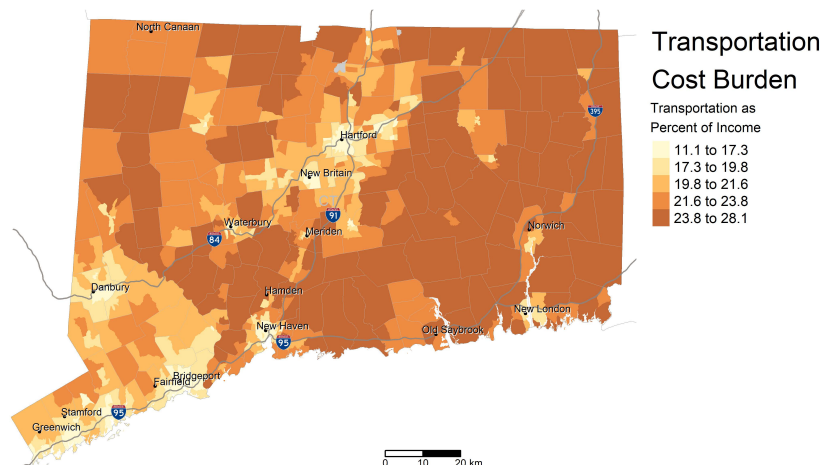 Transportation
Cost Burden
Transportation as
Percent of Income
11.1 to 17.3
17.3 to 19.8
19.8 to 21.6
21.6 to 23.8
23.8 to 28.1
North Canaan
395
Hartford
New Britain
91
Waterbury
84
Meriden
Norwich
Danbury
Hamden
New London
New Haven
Old Saybrook
95
Bridgeport
Fairfield
Stamford
95
Greenwich
0 10 20 km